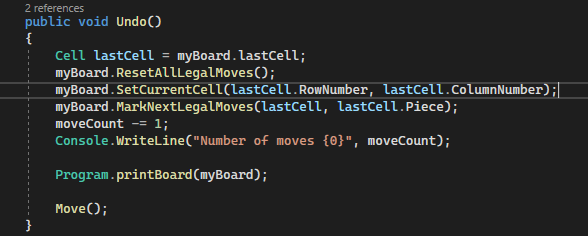 2 references
public void Undo()
{
Cell lastCell = myBoard.lastCell;
myBoard.ResetAllLegalMoves();
myBoard.SetCurrentCell(lastCell.RowNumber, lastCell.ColumnNumber);
myBoard.MarkNextLegalMoves(lastCell, lastCell.Piece);
moveCount -= 1;
Console.WriteLine("Number of moves {0}", moveCount);
Program.printBoard(myBoard);
Move();
}